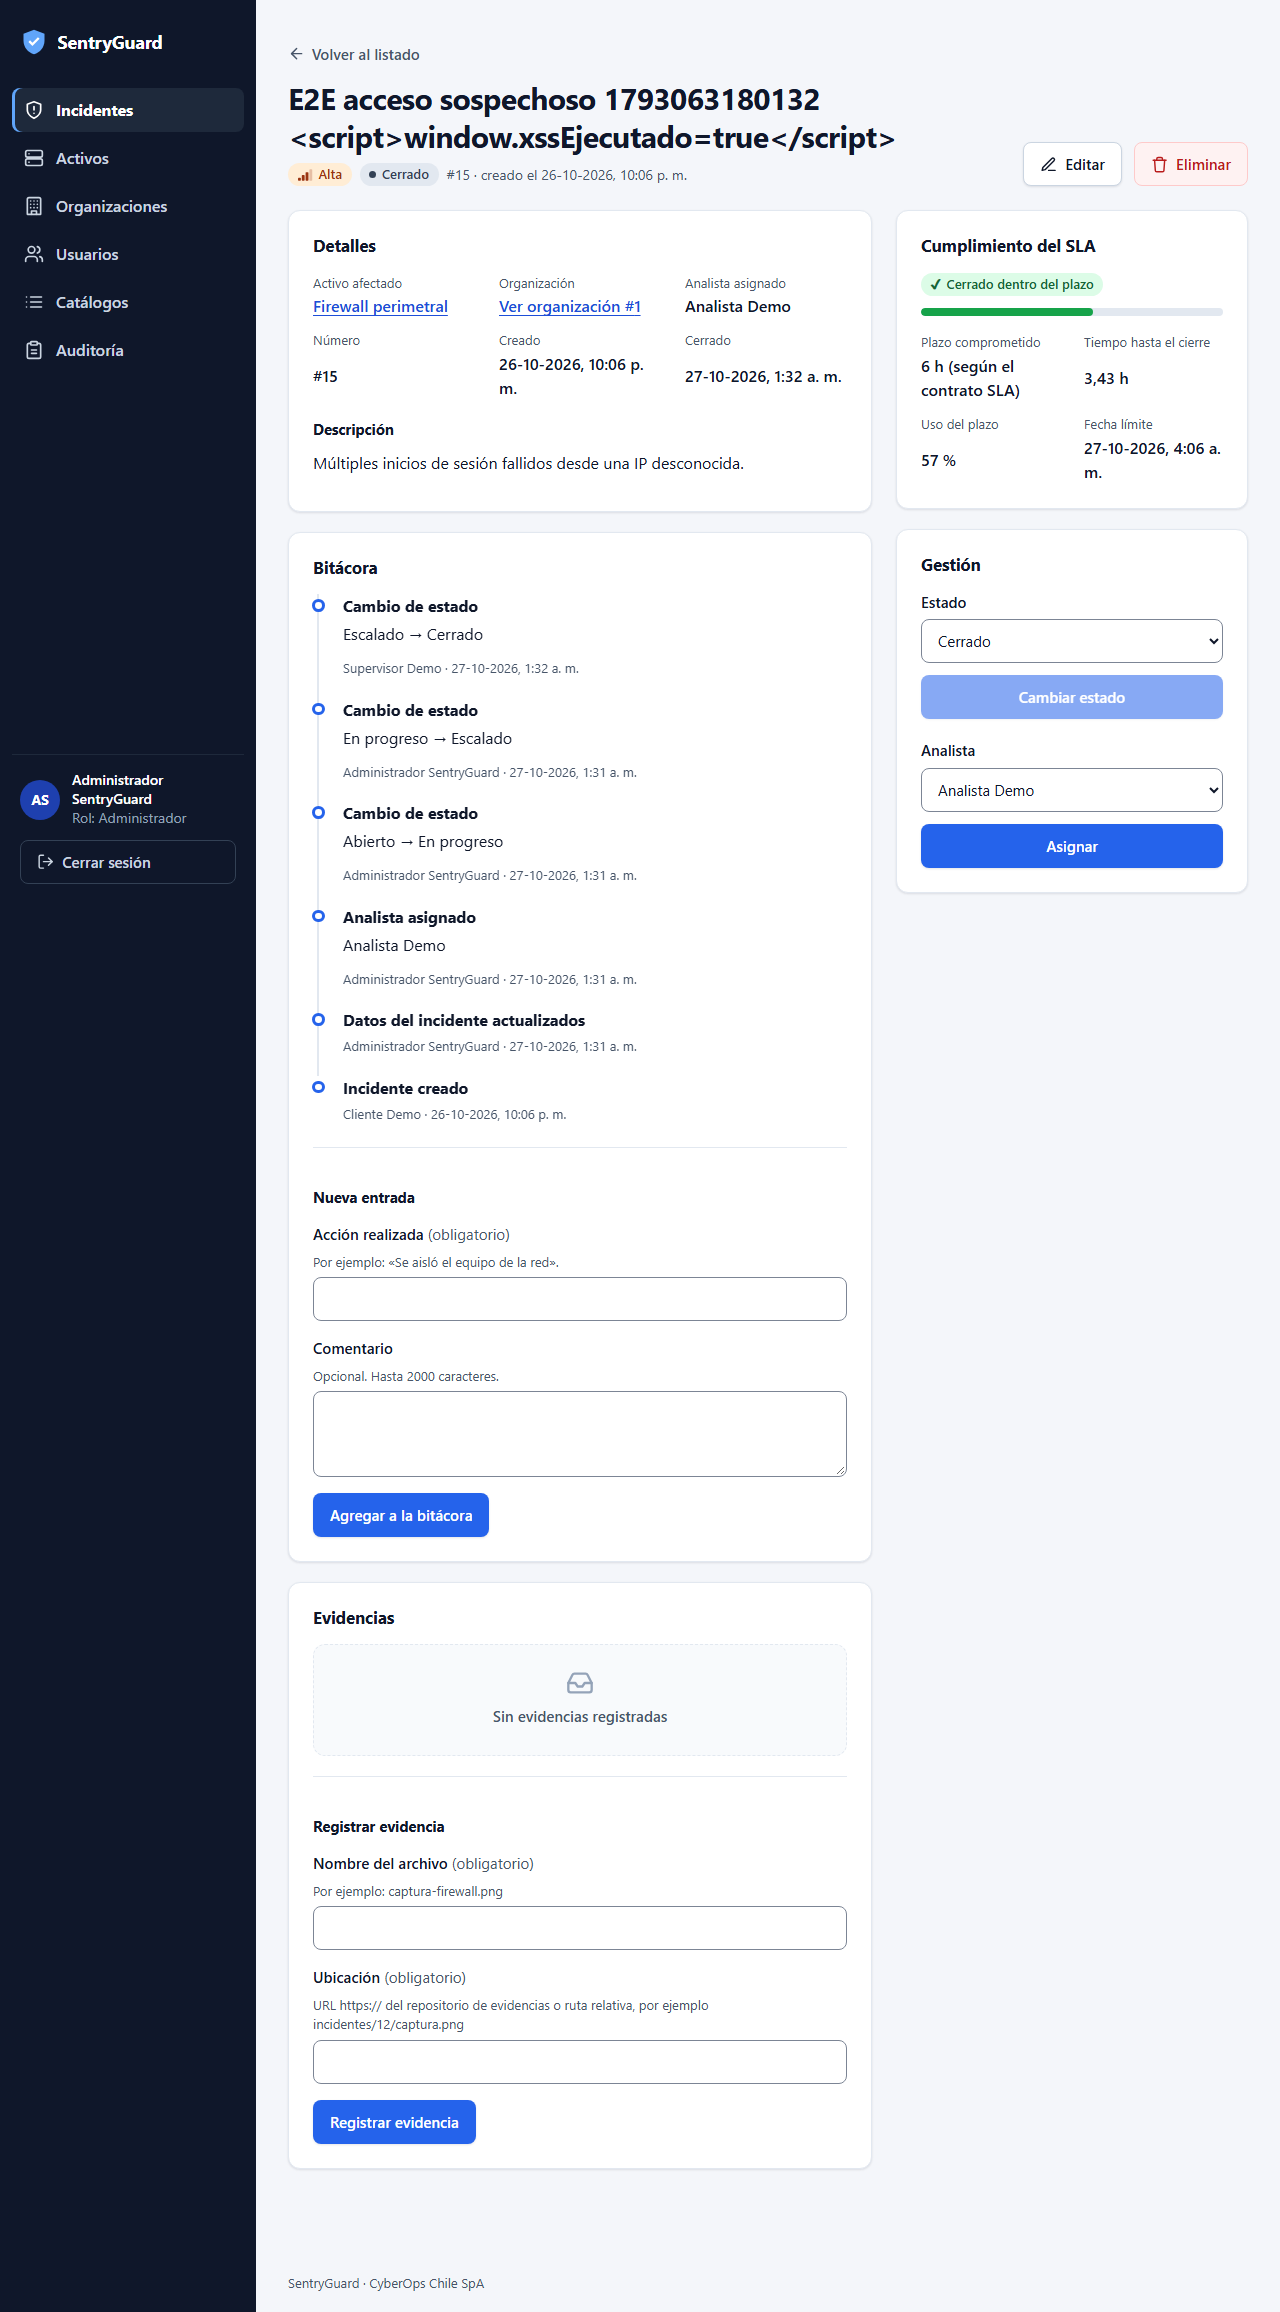 SentryGuard
Incidentes
Activos
Organizaciones
Usuarios
Catálogos
Auditoría
AS
Administrador
SentryGuard
Rol: Administrador
Cerrar sesión
Volver al listado
E2E acceso sospechoso 1793063180132
<script>window.xssEjecutado=true</script>
Alta
Cerrado
#15 · creado el 26-10-2026, 10:06 p. m.
Editar
Eliminar
Detalles
Activo afectado
Firewall perimetral
Organización
Ver organización #1
Analista asignado
Analista Demo
Número
#15
Creado
26-10-2026, 10:06 p.
m.
Cerrado
27-10-2026, 1:32 a. m.
Descripción
Múltiples inicios de sesión fallidos desde una IP desconocida.
Cumplimiento del SLA
✓ Cerrado dentro del plazo
Plazo comprometido
6 h (según el
contrato SLA)
Tiempo hasta el cierre
3,43 h
Uso del plazo
57 %
Fecha límite
27-10-2026, 4:06 a.
m.
Gestión
Estado
Cerrado
Cambiar estado
Analista
Analista Demo
Asignar
Bitácora
Cambio de estado
Escalado → Cerrado
Supervisor Demo · 27-10-2026, 1:32 a. m.
Cambio de estado
En progreso → Escalado
Administrador SentryGuard · 27-10-2026, 1:31 a. m.
Cambio de estado
Abierto → En progreso
Administrador SentryGuard · 27-10-2026, 1:31 a. m.
Analista asignado
Analista Demo
Administrador SentryGuard · 27-10-2026, 1:31 a. m.
Datos del incidente actualizados
Administrador SentryGuard · 27-10-2026, 1:31 a. m.
Incidente creado
Cliente Demo · 26-10-2026, 10:06 p. m.
Nueva entrada
Acción realizada (obligatorio)
Por ejemplo: «Se aisló el equipo de la red».
Comentario
Opcional. Hasta 2000 caracteres.
Agregar a la bitácora
Evidencias
Sin evidencias registradas
Registrar evidencia
Nombre del archivo (obligatorio)
Por ejemplo: captura-firewall.png
Ubicación (obligatorio)
URL https:// del repositorio de evidencias o ruta relativa, por ejemplo
incidentes/12/captura.png
Registrar evidencia
SentryGuard · CyberOps Chile SpA